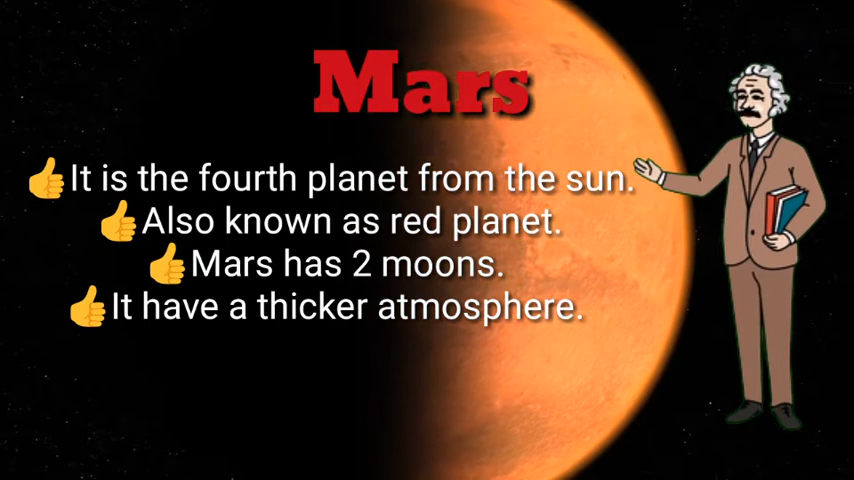 Mars
👍It is the fourth planet from the sun.
👍Also known as red planet.
👍Mars has 2 moons.
👍It have a thicker atmosphere.